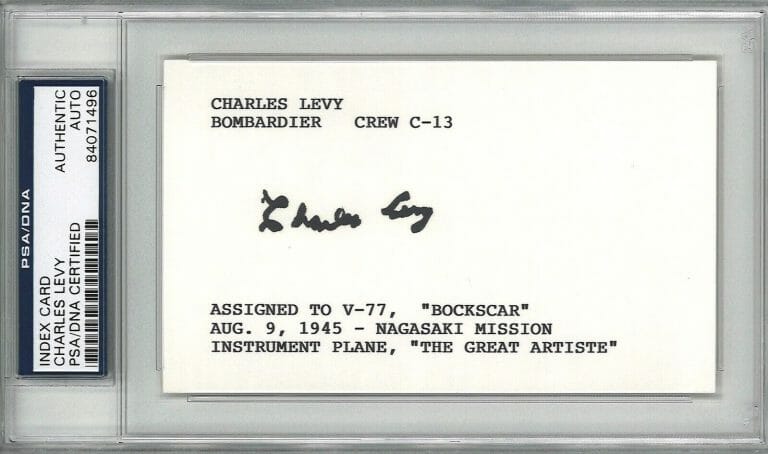 PSA/DNA
INDEX CARD
CHARLES LEVY
PSA/DNA CERTIFIED
AUTHENTIC
AUTO
84071496
CHARLES LEVY
BOMBARDIER CREW C-13
Charles Levy
ASSIGNED TO V-77, "BOCKSCAR"
AUG. 9, 1945 - NAGASAKI MISSION
INSTRUMENT PLANE, "THE GREAT ARTISTE"